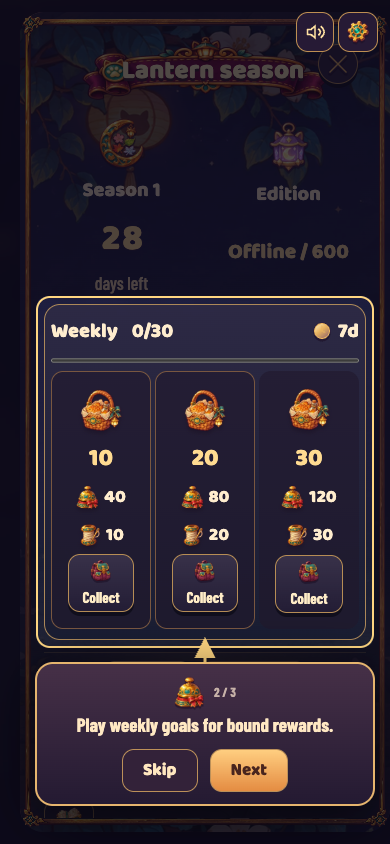 Lantern season
Season 1
Edition
28
Offline / 600
days left
Weekly 0/30
7d
10
20
30
40
80
120
10
20
30
Collect
Collect
Collect
2/3
Play weekly goals for bound rewards.
Skip
Next